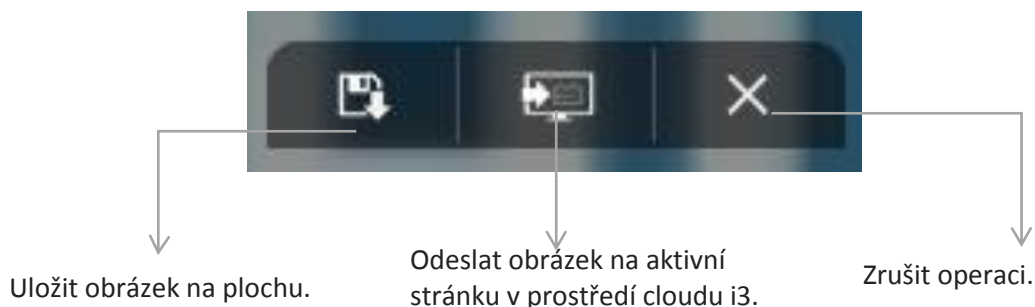 Uložit obrázek na plochu.
Odeslat obrázek na aktivní
stránku v prostředí cloudu i3.
Zrušit operaci.